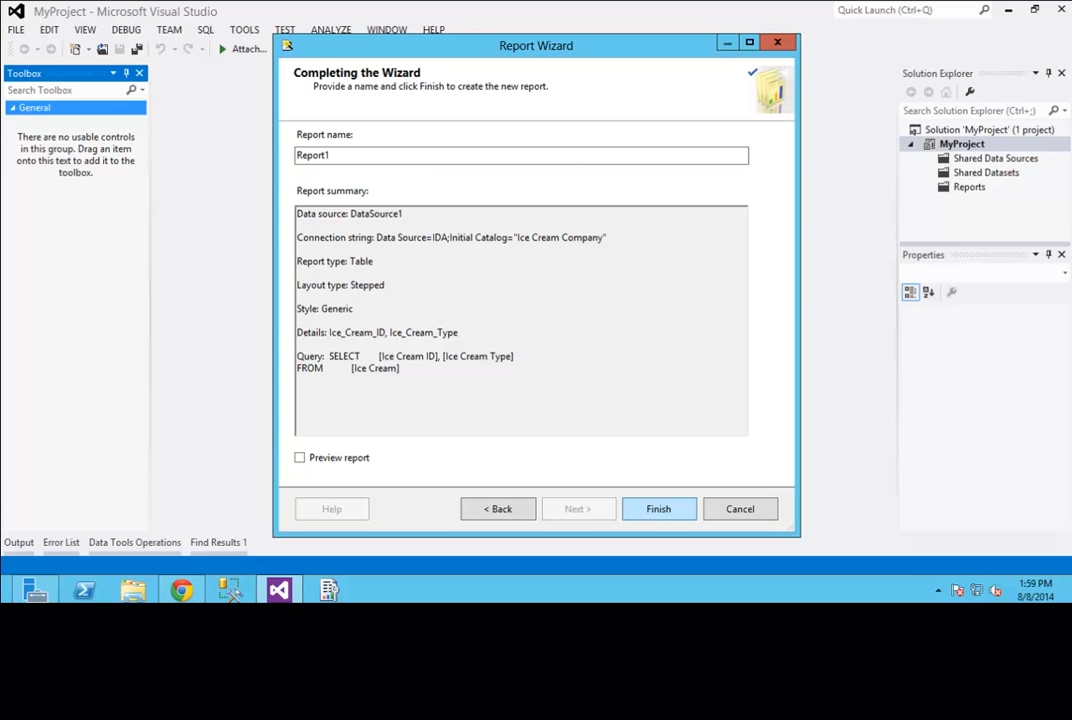 MyProject - Microsoft Visual Studio
Quick Launch (Ctrl+Q)
FILE EDIT VIEW DEBUG TEAM SQL TOOLS TEST ANALYZE WINDOW HELP
Attach...
Report Wizard
Completing the Wizard
Provide a name and click Finish to create the new report.
Report name:
Report1
Report summary:
Data source: DataSource1
Connection string: Data Source=IDA;Initial Catalog="Ice Cream Company"
Report type: Table
Layout type: Stepped
Style: Generic
Details: Ice_Cream_ID, Ice_Cream_Type
Query: SELECT [Ice Cream ID], [Ice Cream Type]
FROM [Ice Cream]
Preview report
Help
< Back
Next >
Finish
Cancel
Toolbox
Search Toolbox
General
There are no usable controls
in this group. Drag an item
onto this text to add it to the
toolbox.
Solution Explorer
Search Solution Explorer (Ctrl+;)
Solution 'MyProject' (1 project)
MyProject
Shared Data Sources
Shared Datasets
Reports
Properties
Output Error List Data Tools Operations Find Results 1
1:59 PM
8/8/2014